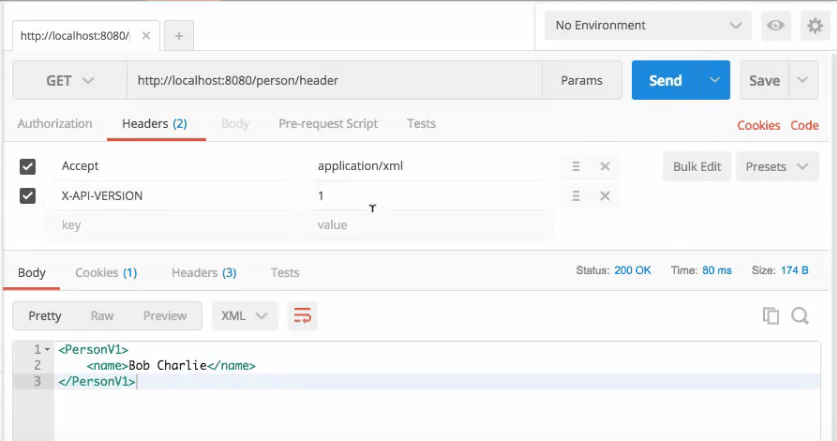 http://localhost:8080/
No Environment
GET http://localhost:8080/person/header Params Send Save
Authorization Headers (2) Body Pre-request Script Tests
Cookies Code
Accept application/xml Bulk Edit Presets
X-API-VERSION 1
key value
Body Cookies (1) Headers (3) Tests Status: 200 OK Time: 80 ms Size: 174 B
Pretty Raw Preview XML
1 <PersonV1>
2 <name>Bob Charlie</name>
3 </PersonV1>